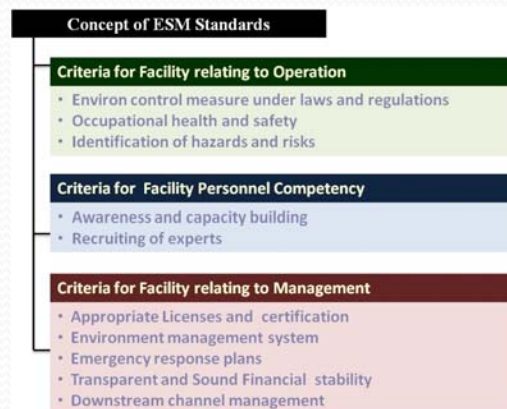 Concept of ESM Standards
Criteria for Facility relating to Operation
• Environ control measure under laws and regulations
• Occupational health and safety
• Identification of hazards and risks
Criteria for Facility Personnel Competency
• Awareness and capacity building
• Recruiting of experts
Criteria for Facility relating to Management
• Appropriate Licenses and certification
• Environment management system
• Emergency response plans
• Transparent and Sound Financial stability
• Downstream channel management